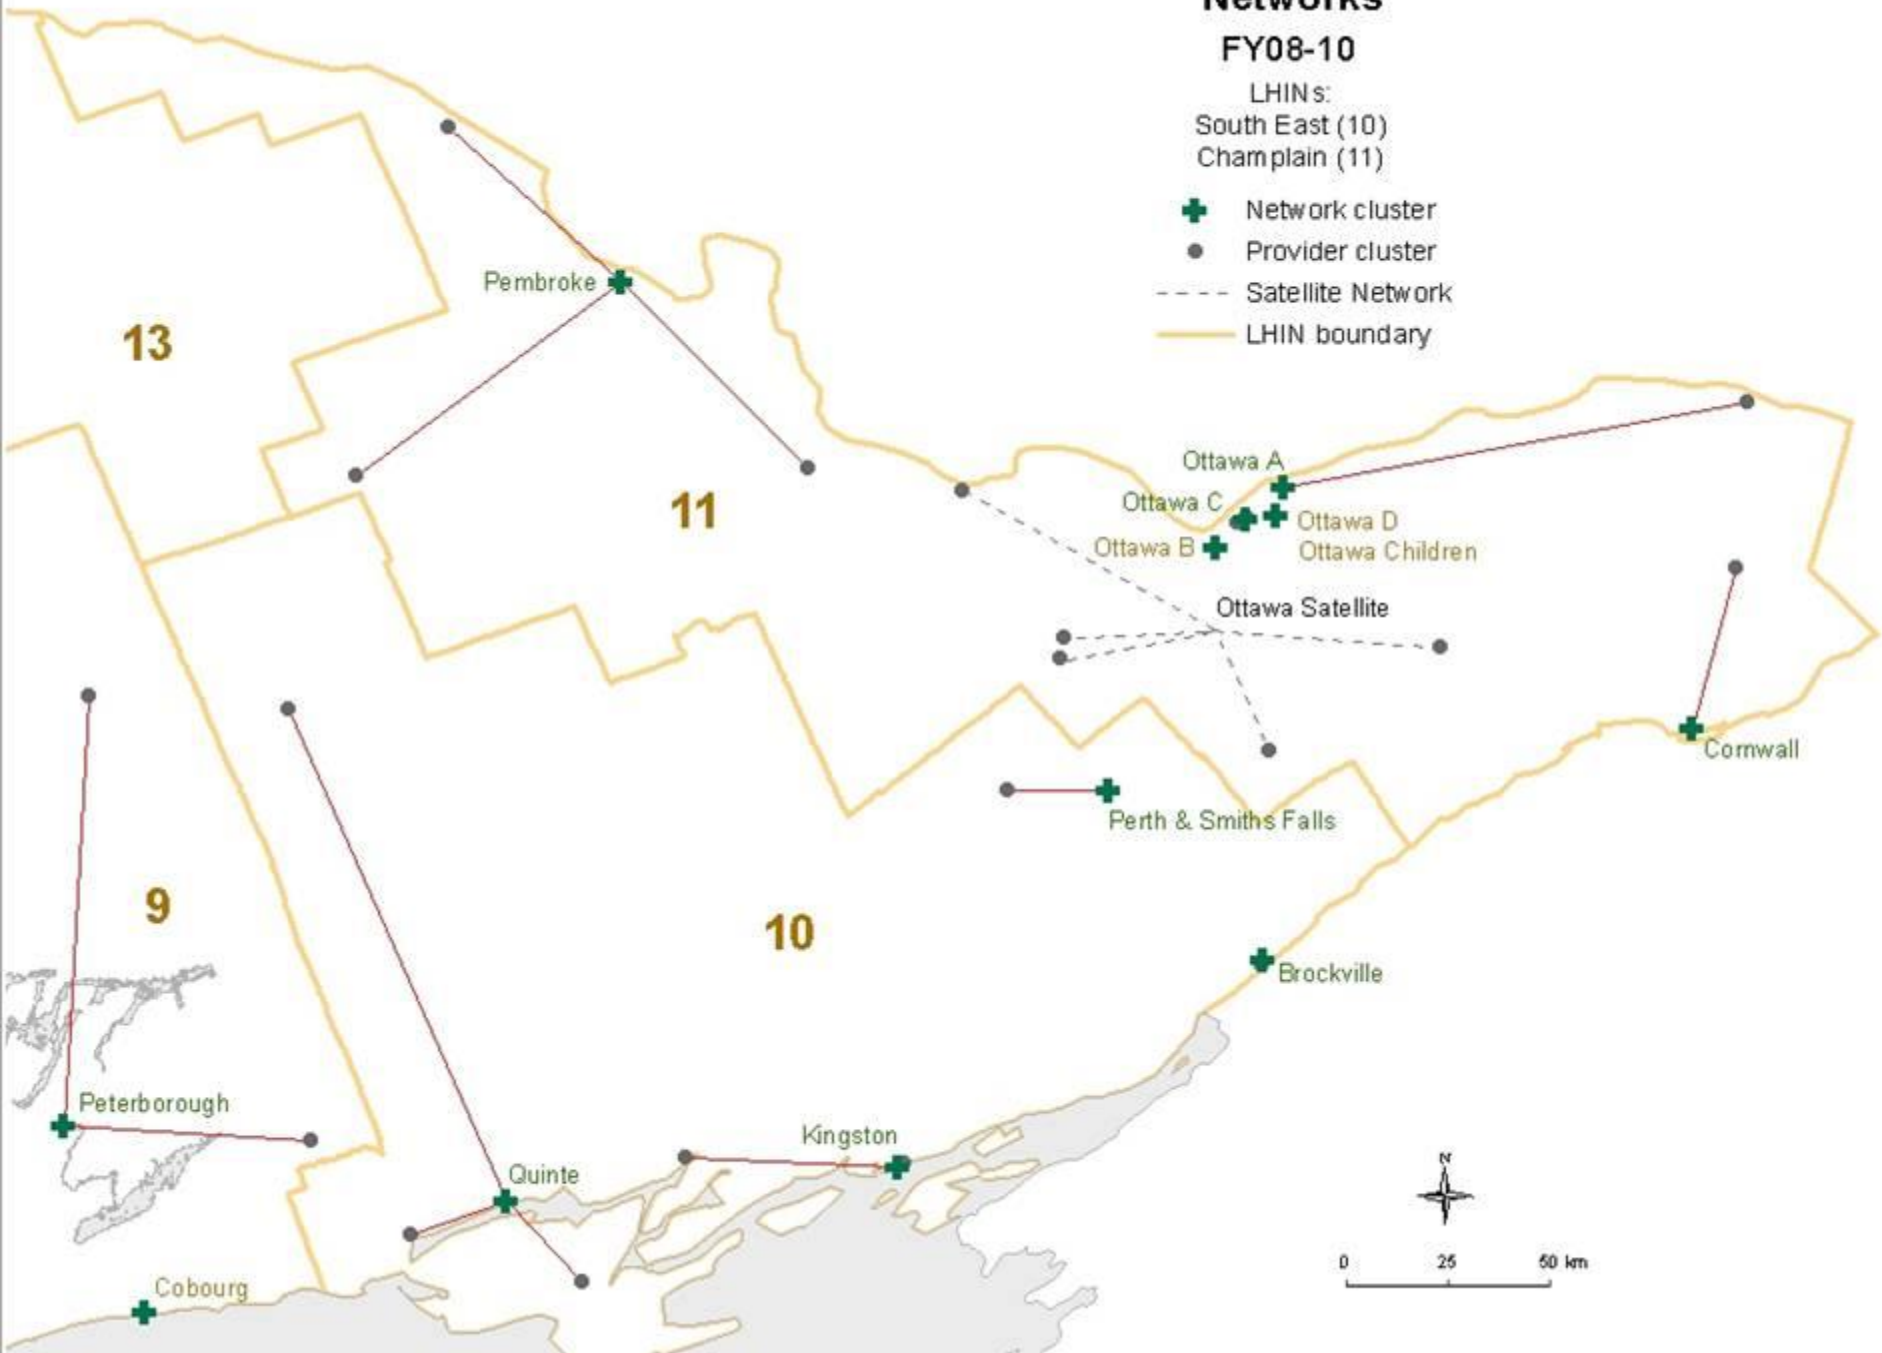 Networks
FY08-10
LHINs:
South East (10)
Champlain (11)
Network cluster
Provider cluster
Satellite Network
LHIN boundary
Pembroke
13
11
Ottawa A
Ottawa C
Ottawa D
Ottawa B
Ottawa Children
Ottawa Satellite
Cornwall
Perth & Smiths Falls
9
10
Brockville
Peterborough
Kingston
Quinte
Cobourg
N
0 25 50 km